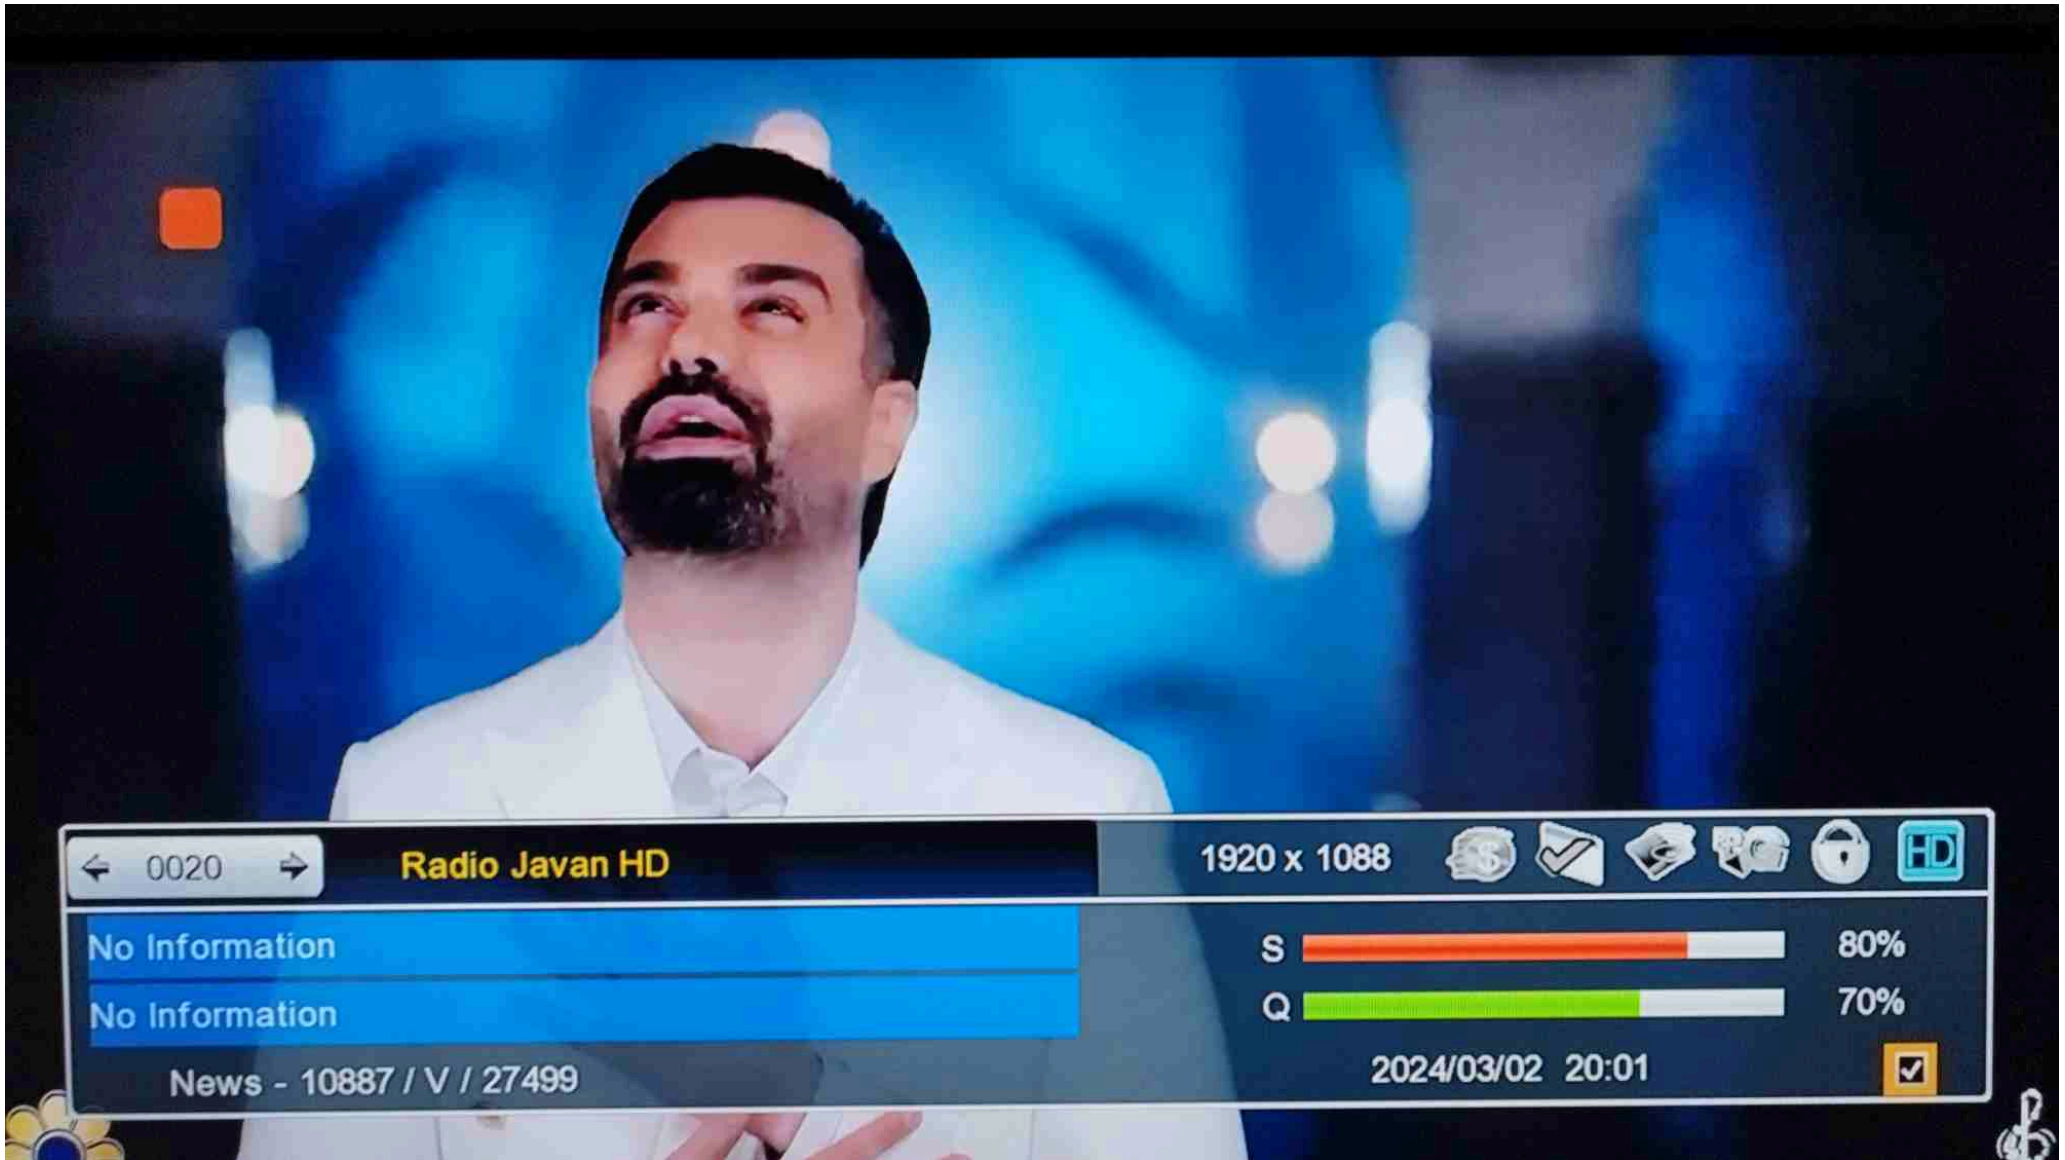 0020
Radio Javan HD
1920 x 1088
$
HD
No Information
S 80%
No Information
Q 70%
News - 10887 / V / 27499
2024/03/02 20:01